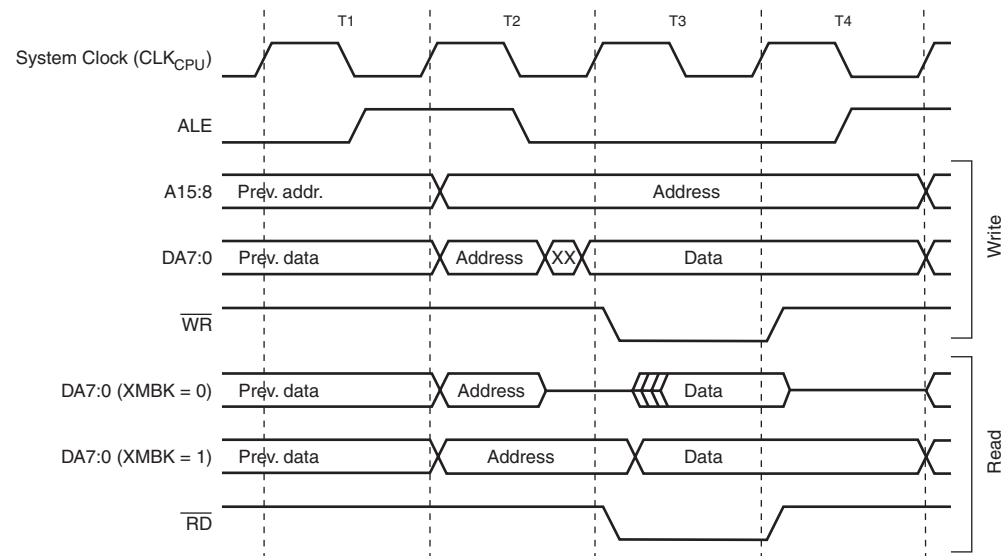 T1 T2 T3 T4
System Clock (CLKCPU)
ALE
A15:8 Prev. addr. Address
DA7:0 Prev. data Address XX Data
WR
Write
DA7:0 (XMBK = 0) Prev. data Address Data
DA7:0 (XMBK = 1) Prev. data Address Data
RD
Read